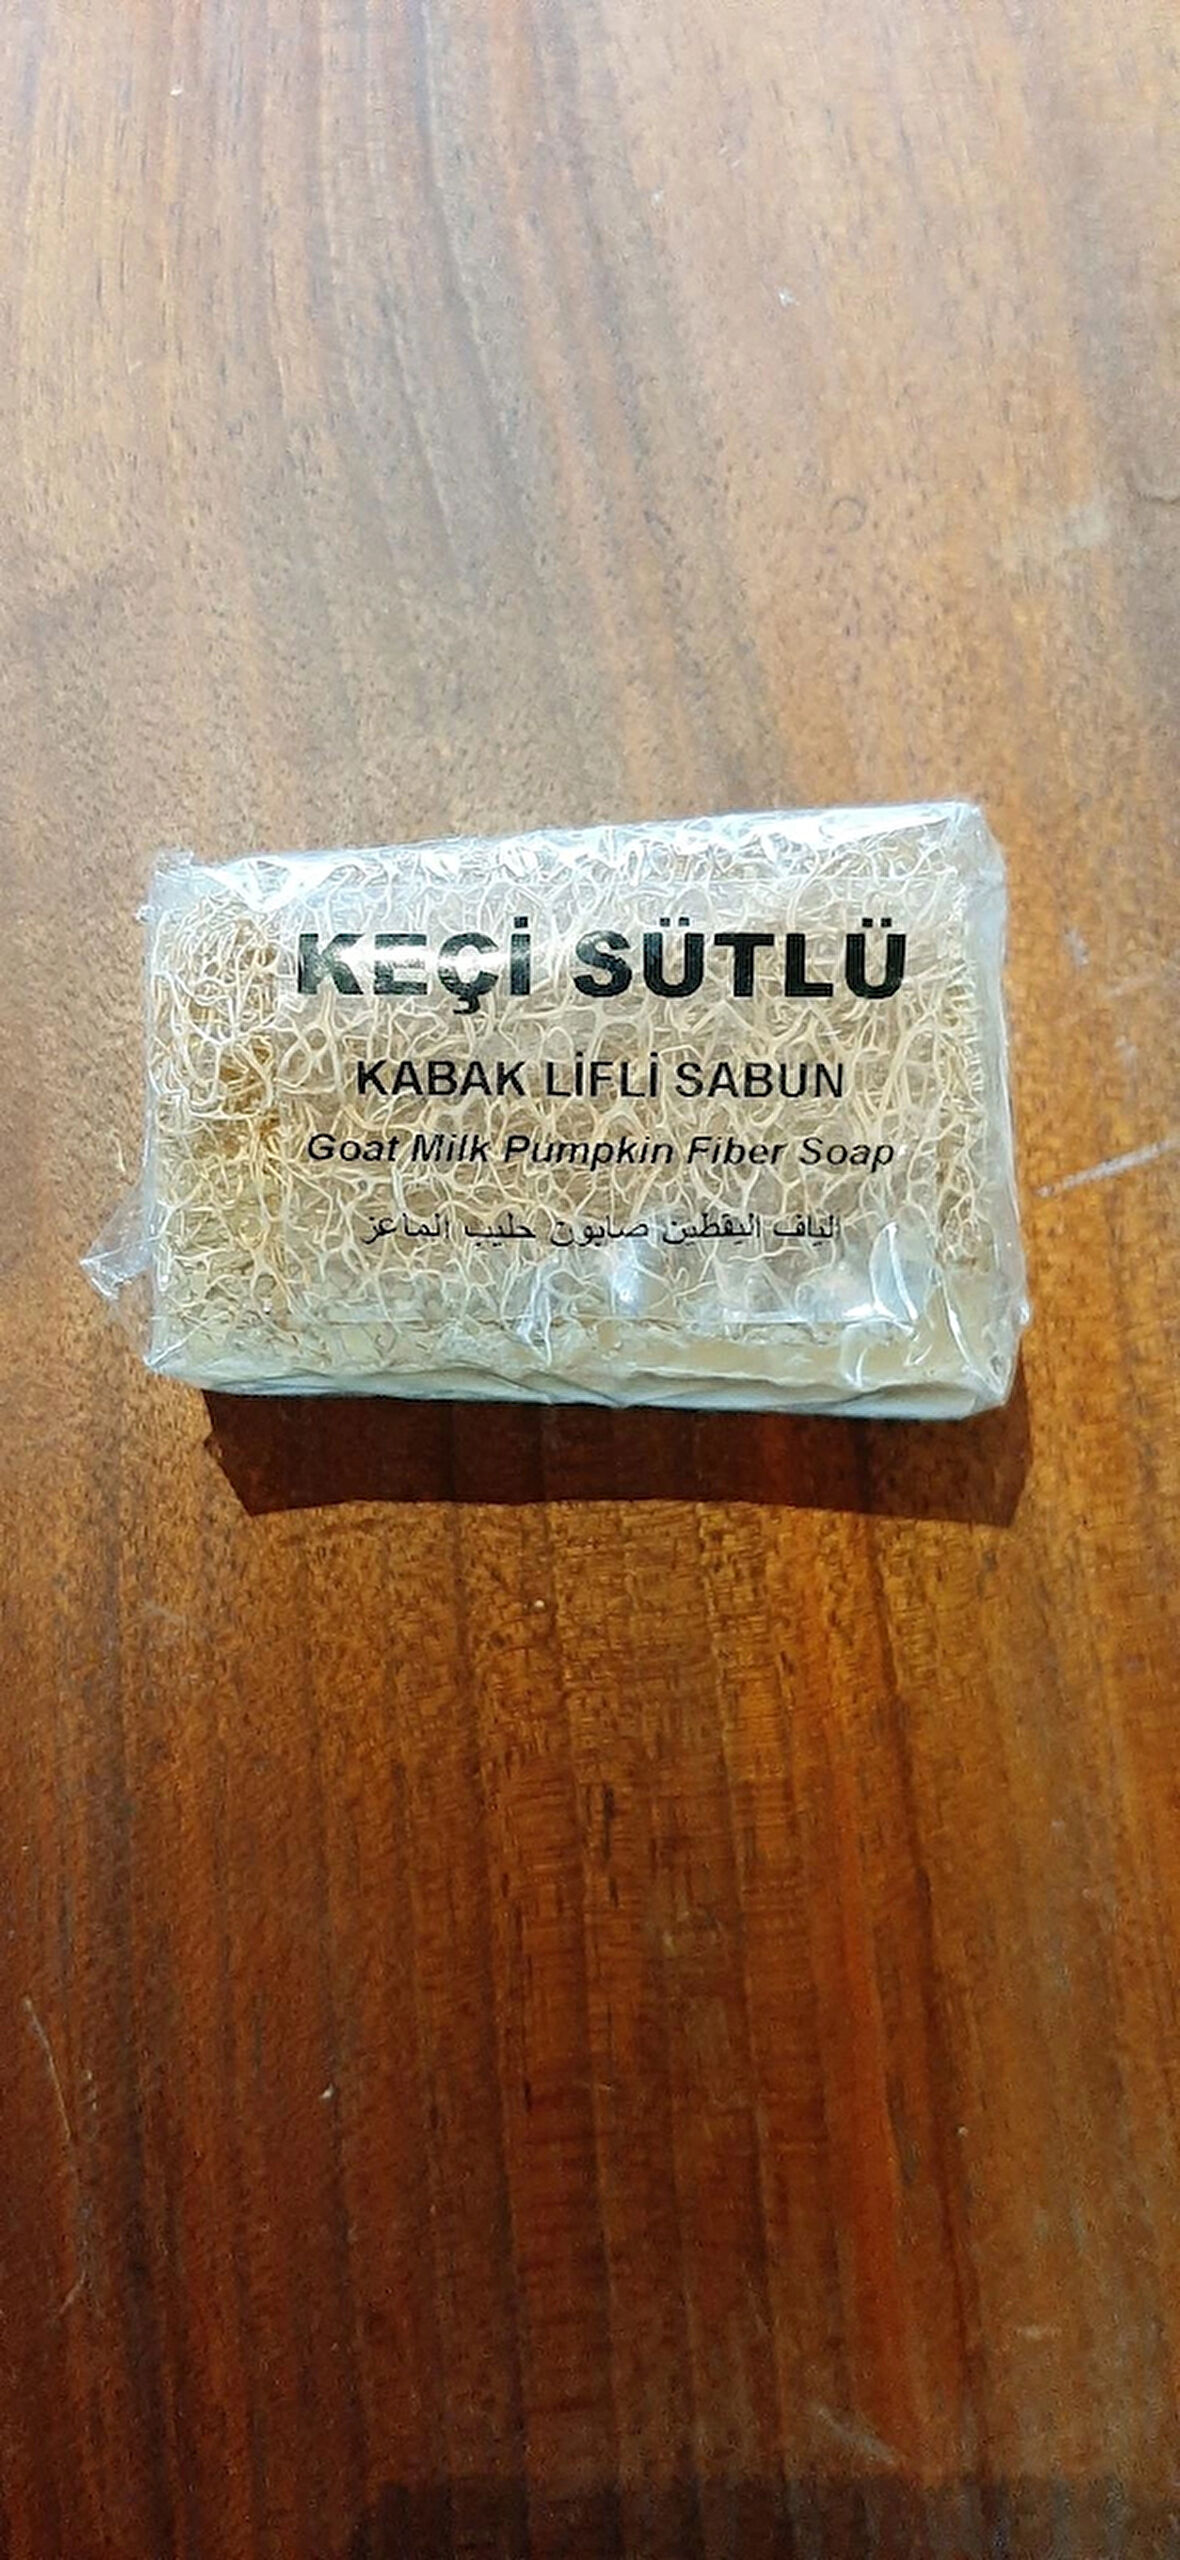 KEÇİ SÜTLÜ
KABAK LİFLİ SABUN
Goat Milk Pumpkin Fiber Soap
الياف اليقطين صابون حليب الماعز